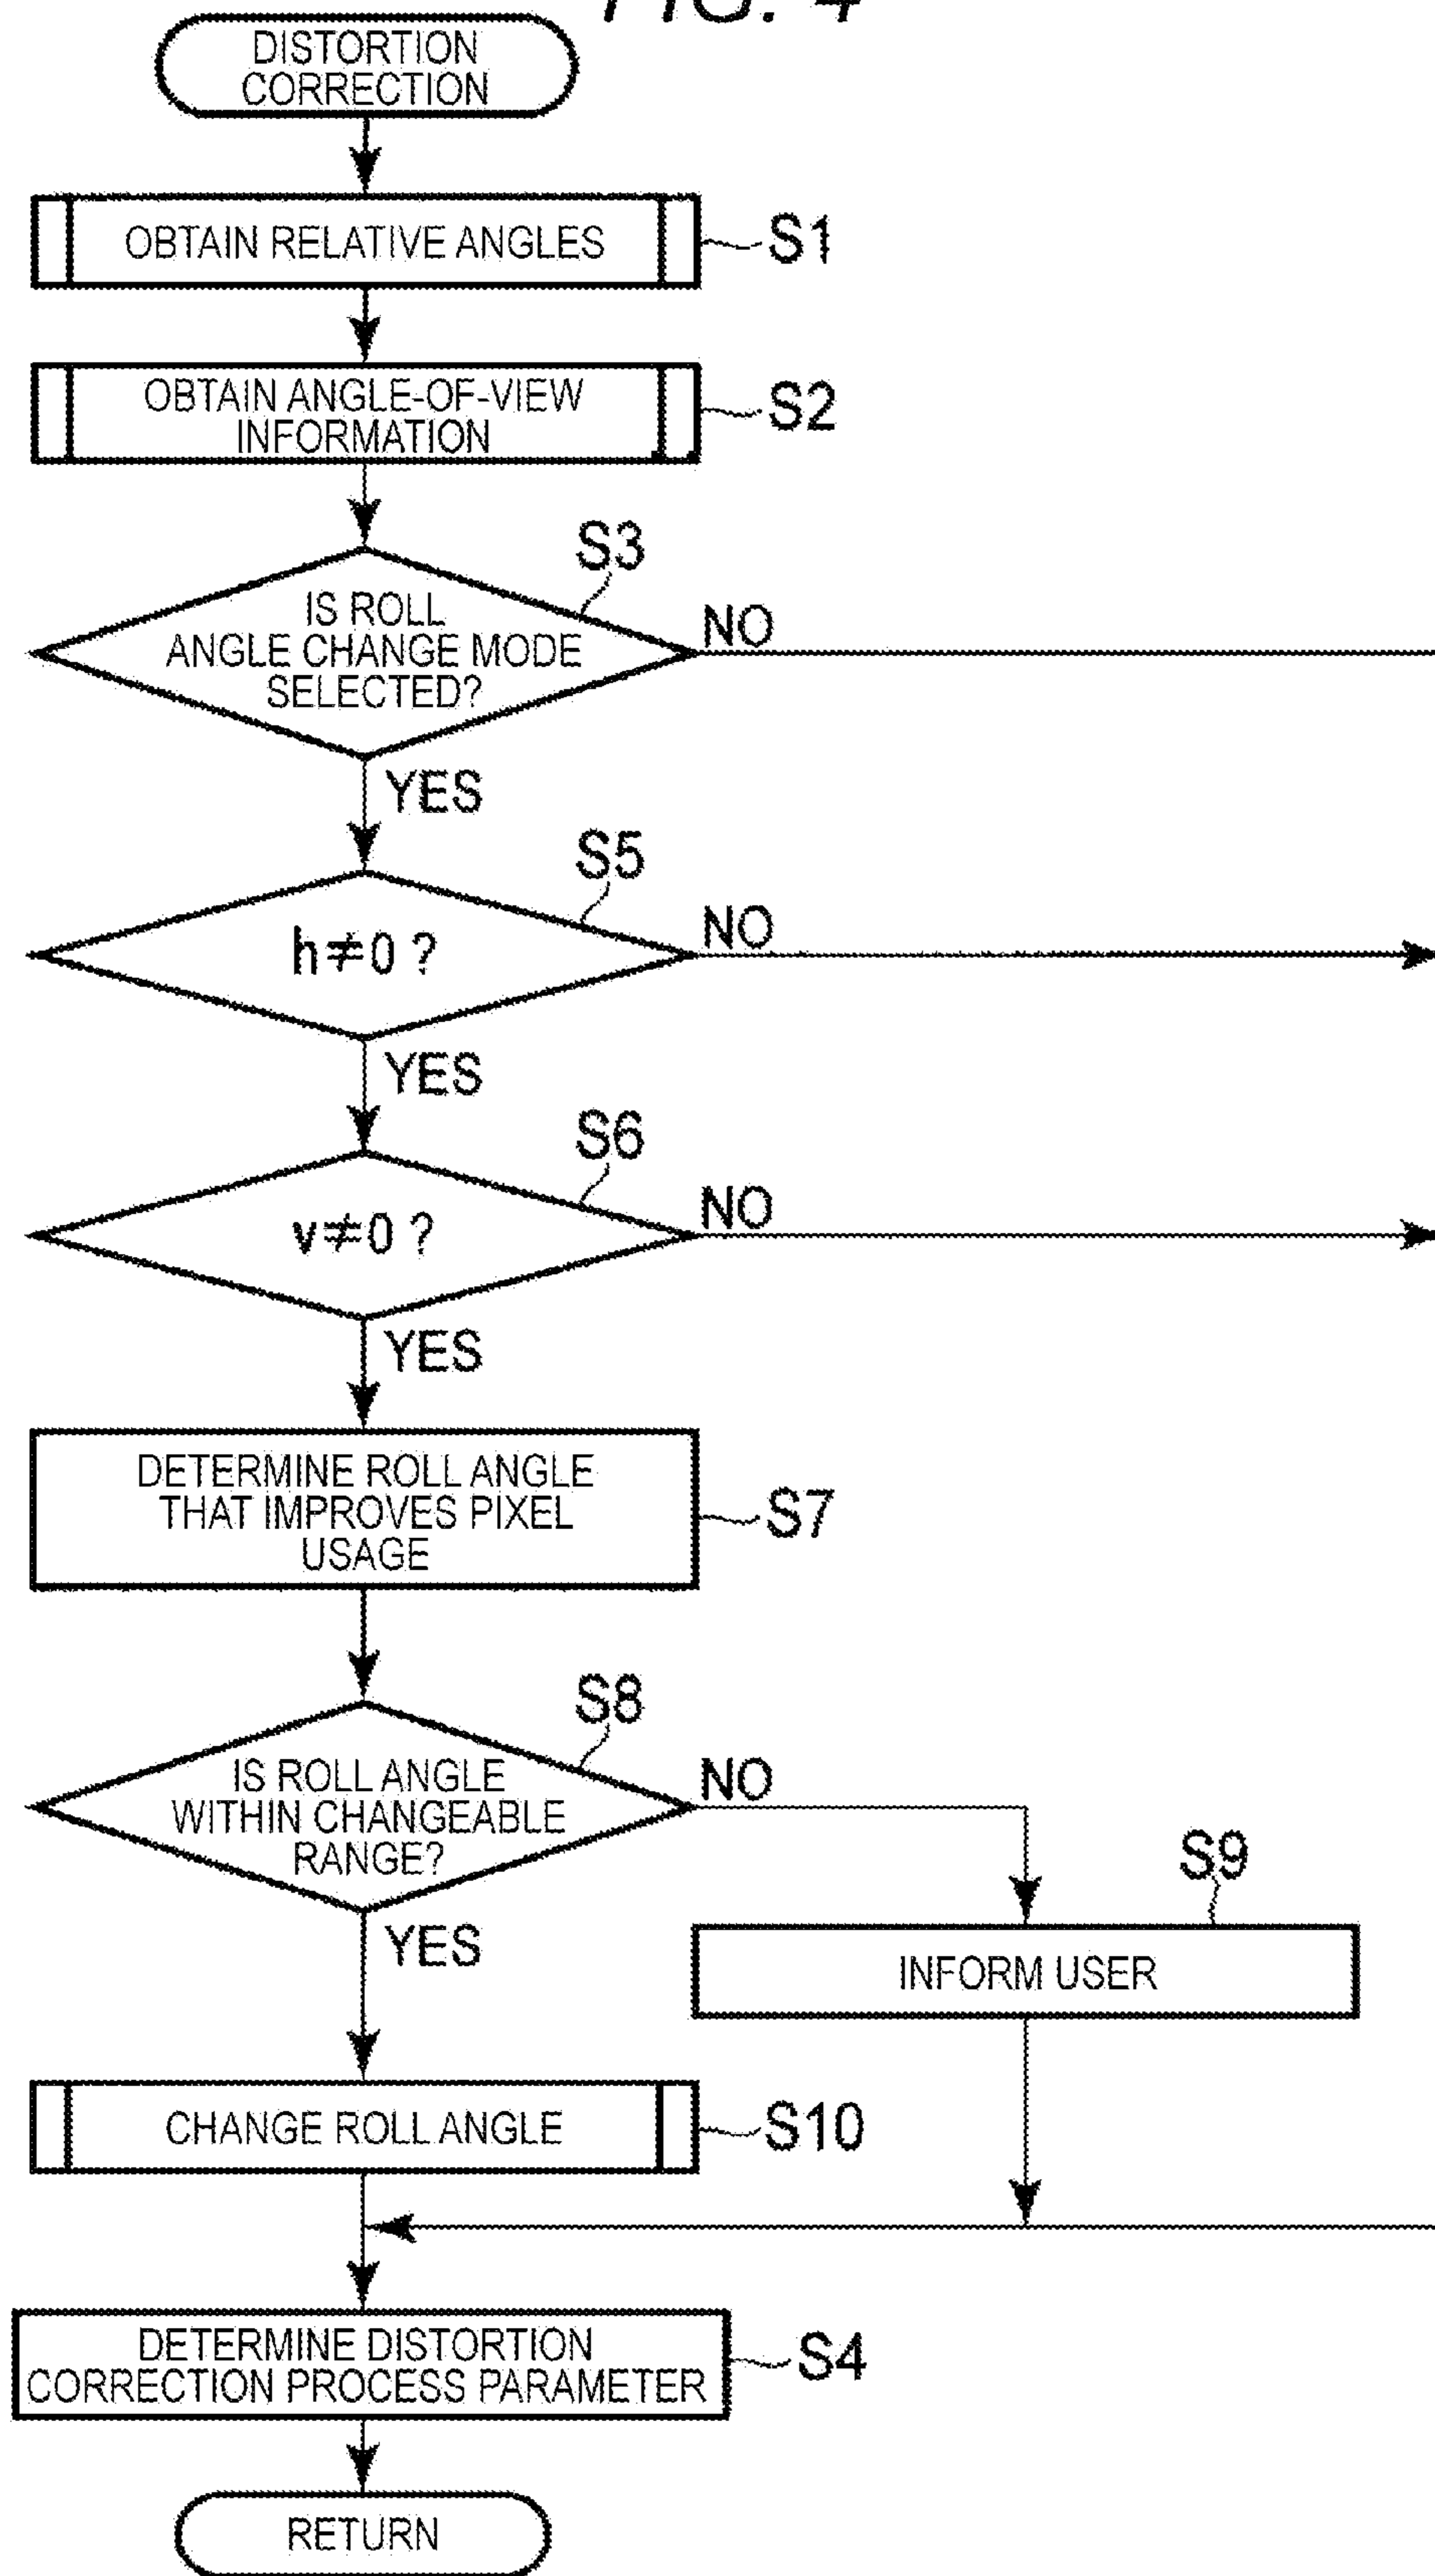 FIG. 4
DISTORTION
CORRECTION
OBTAIN RELATIVE ANGLES
S1
OBTAIN ANGLE-OF-VIEW
INFORMATION
S2
S3
IS ROLL
ANGLE CHANGE MODE
SELECTED?
NO
YES
S5
h≠0 ?
NO
YES
S6
v≠0 ?
NO
YES
DETERMINE ROLL ANGLE
THAT IMPROVES PIXEL
USAGE
S7
S8
IS ROLL ANGLE
WITHIN CHANGEABLE
RANGE?
NO
YES
S9
INFORM USER
CHANGE ROLL ANGLE
S10
DETERMINE DISTORTION
CORRECTION PROCESS PARAMETER
S4
RETURN